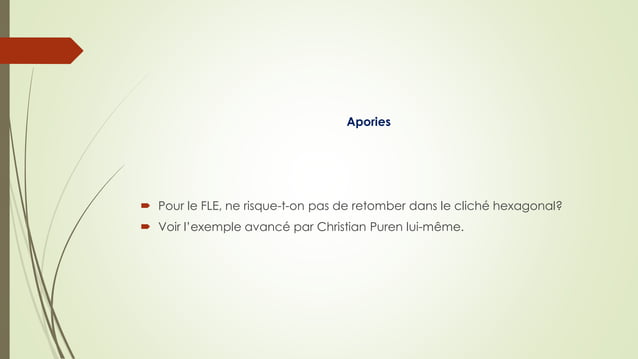 Apories
Pour le FLE, ne risque-t-on pas de retomber dans le cliché hexagonal?
Voir l'exemple avancé par Christian Puren lui-même.